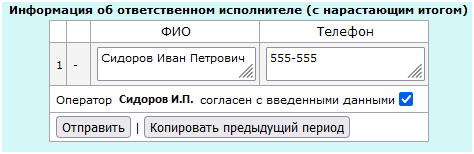 Информация об ответственном исполнителе (с нарастающим итогом)
ФИО Телефон
1 - Сидоров Иван Петрович 555-555
Оператор Сидоров И.П. согласен с введенными данными
Отправить | Копировать предыдущий период